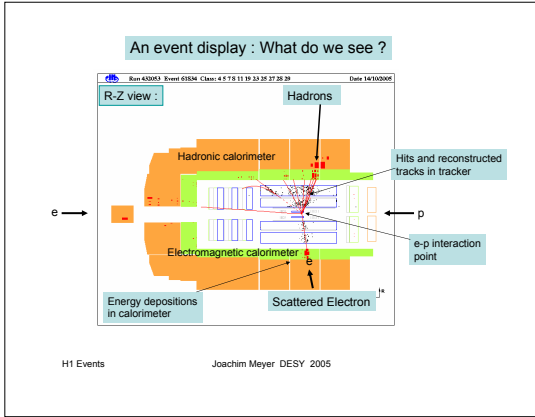 An event display : What do we see ?
Run 432053 Event 61834 Class: 4 5 7 8 11 19 23 25 27 28 29 Date 14/10/2005
R-Z view :
Hadrons
Hadronic calorimeter
Hits and reconstructed
tracks in tracker
e
p
e-p interaction
point
Electromagnetic calorimeter
e
Energy depositions
in calorimeter
Scattered Electron
H1 Events
Joachim Meyer DESY 2005